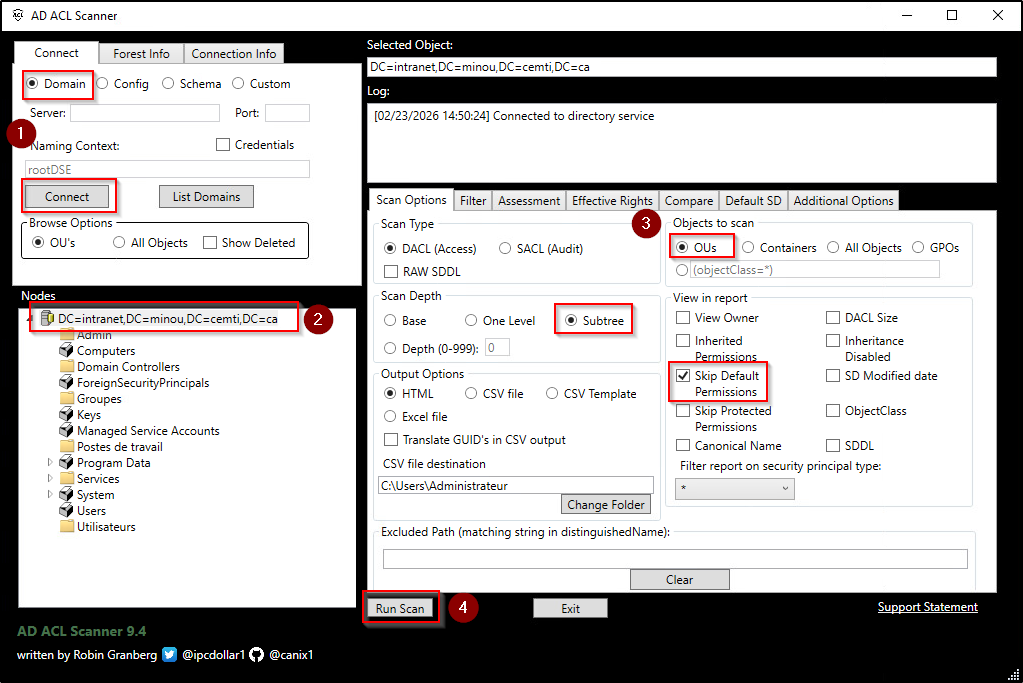 AD ACL Scanner
Connect
Forest Info
Connection Info
Domain
Config
Schema
Custom
Server:
Port:
1
Naming Context:
Credentials
rootDSE
Connect
List Domains
Browse Options
OU's
All Objects
Show Deleted
Nodes
DC=intranet,DC=minou,DC=cemti,DC=ca
2
Admin
Computers
Domain Controllers
ForeignSecurityPrincipals
Groupes
Keys
Managed Service Accounts
Postes de travail
Program Data
Services
System
Users
Utilisateurs
AD ACL Scanner 9.4
written by Robin Granberg @ipcdollar1 @canix1
Selected Object:
DC=intranet,DC=minou,DC=cemti,DC=ca
Log:
[02/23/2026 14:50:24] Connected to directory service
Scan Options
Filter
Assessment
Effective Rights
Compare
Default SD
Additional Options
Scan Type
DACL (Access)
SACL (Audit)
RAW SDDL
Scan Depth
Base
One Level
Subtree
Depth (0-999):
0
Output Options
HTML
CSV file
CSV Template
Excel file
Translate GUID's in CSV output
CSV file destination
C:\Users\Administrateur
Change Folder
3
Objects to scan
OUs
Containers
All Objects
GPOs
(objectClass=*)
View in report
View Owner
DACL Size
Inherited
Permissions
Inheritance
Disabled
Skip Default
Permissions
SD Modified date
Skip Protected
Permissions
ObjectClass
Canonical Name
SDDL
Filter report on security principal type:
*
Excluded Path (matching string in distinguishedName):
Clear
Run Scan
4
Exit
Support Statement